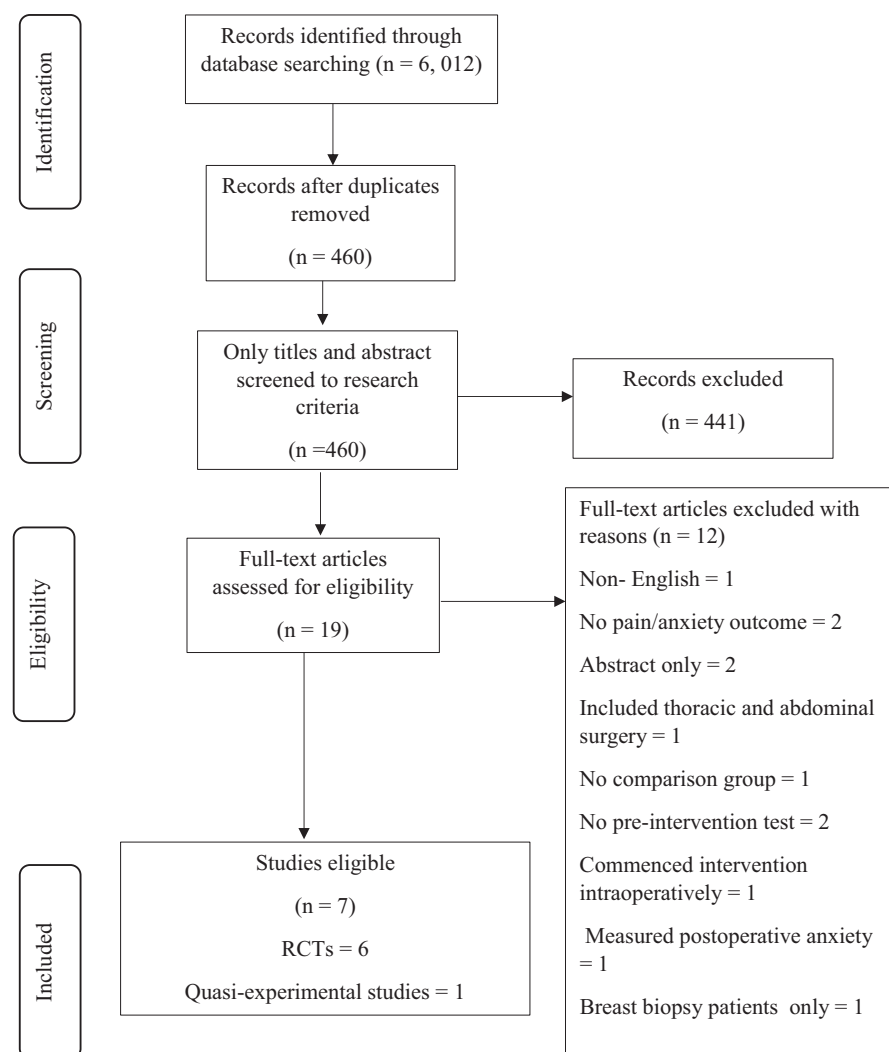 Identification
Records identified through
database searching (n = 6, 012)
Records after duplicates
removed
(n = 460)
Screening
Only titles and abstract
screened to research
criteria
(n =460)
Records excluded
(n = 441)
Eligibility
Full-text articles
assessed for eligibility
(n = 19)
Full-text articles excluded with
reasons (n = 12)
Non- English = 1
No pain/anxiety outcome = 2
Abstract only = 2
Included thoracic and abdominal
surgery = 1
No comparison group = 1
No pre-intervention test = 2
Commenced intervention
intraoperatively = 1
Measured postoperative anxiety
= 1
Breast biopsy patients only = 1
Included
Studies eligible
(n = 7)
RCTs = 6
Quasi-experimental studies = 1